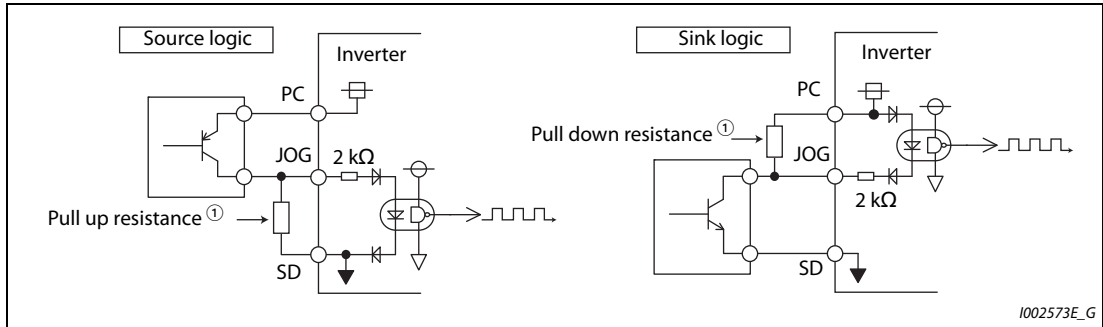 Source logic
Inverter
PC
JOG
2 kΩ
Pull up resistance ①
SD
Sink logic
Inverter
PC
Pull down resistance ①
JOG
2 kΩ
SD
I002573E_G